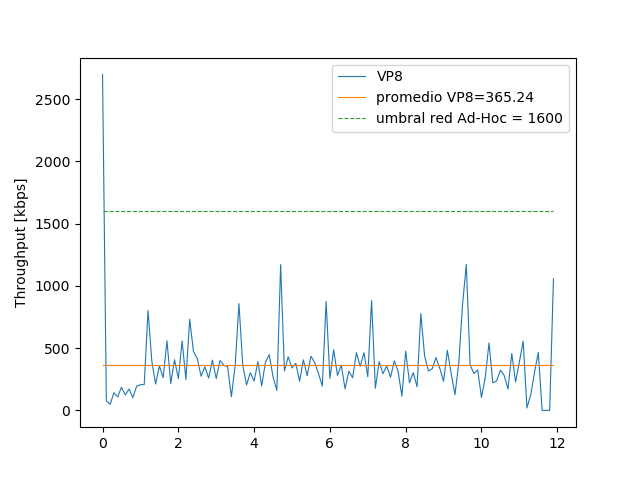 VP8
promedio VP8=365.24
umbral red Ad-Hoc = 1600
Throughput [kbps]
2500
2000
1500
1000
500
0
0 2 4 6 8 10 12